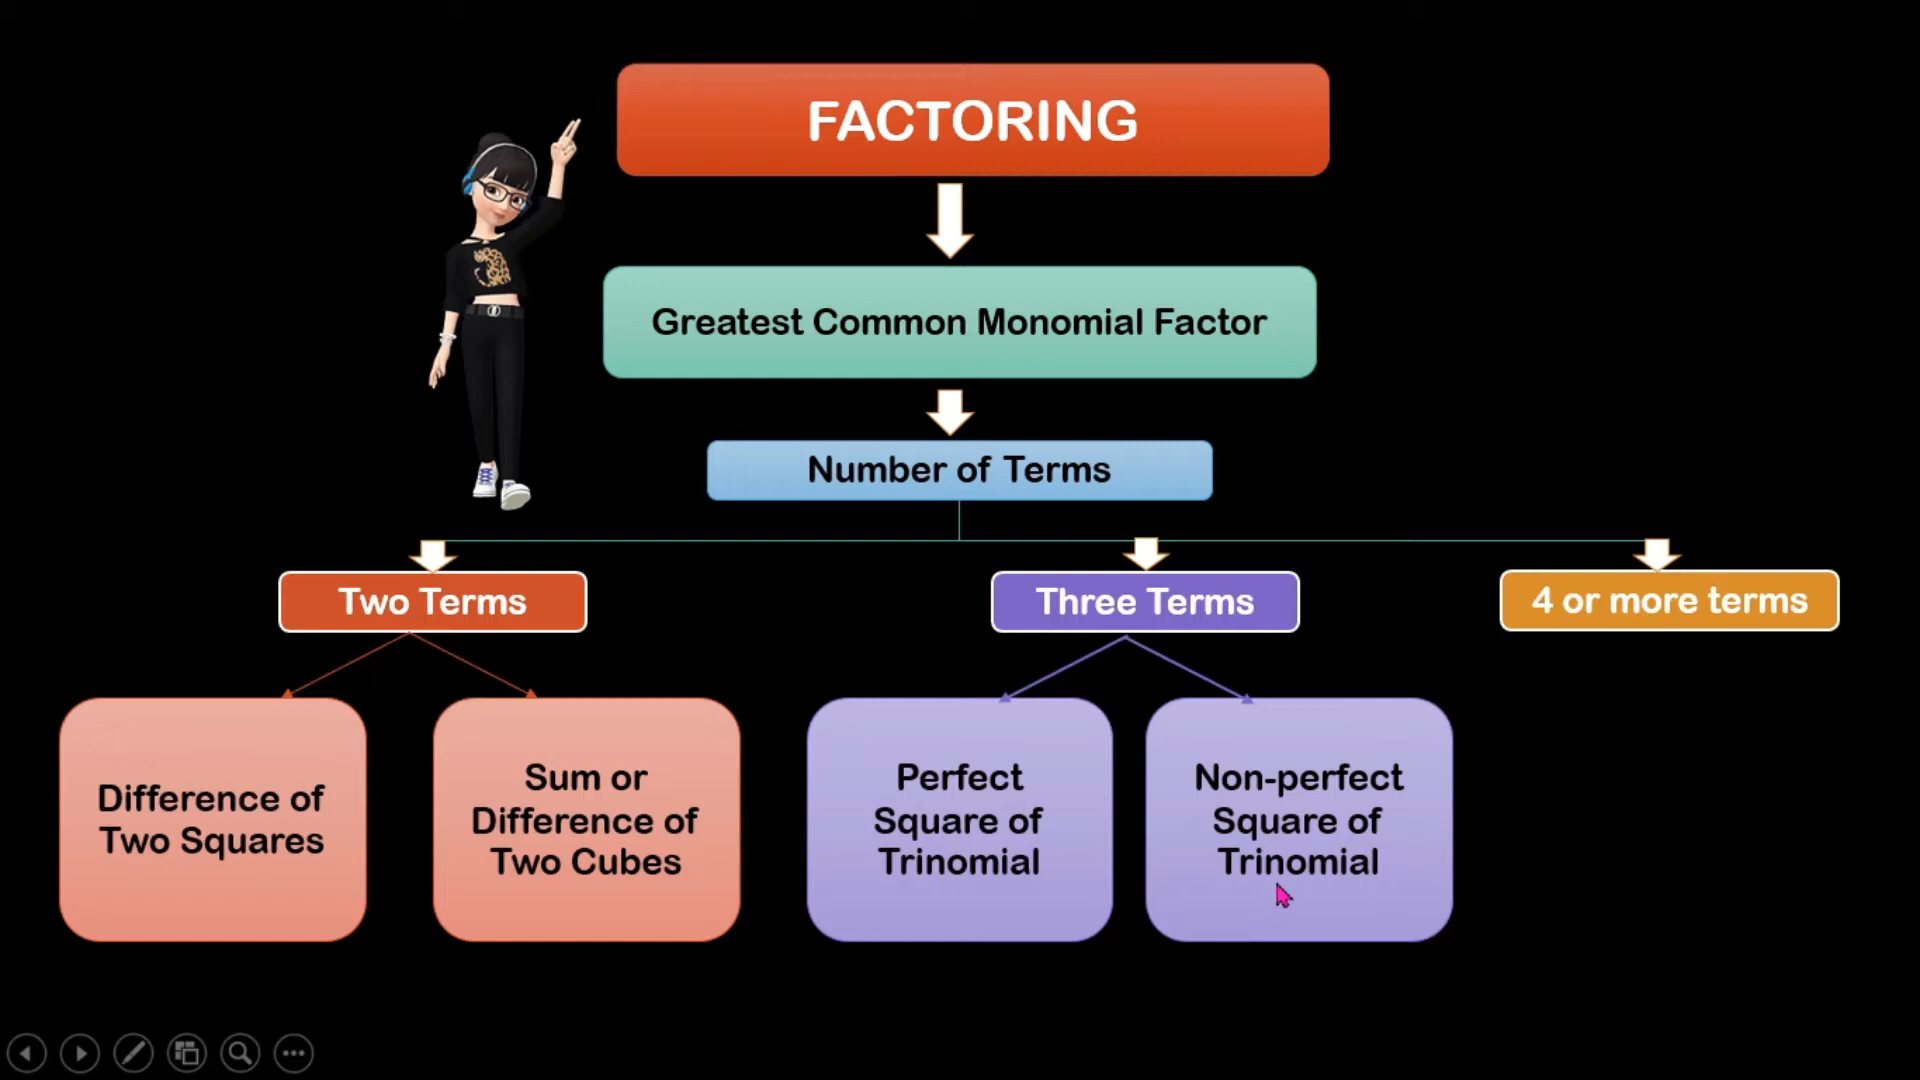 FACTORING
Greatest Common Monomial Factor
Number of Terms
Two Terms
Three Terms
4 or more terms
Difference of
Two Squares
Sum or
Difference of
Two Cubes
Perfect
Square of
Trinomial
Non-perfect
Square of
Trinomial